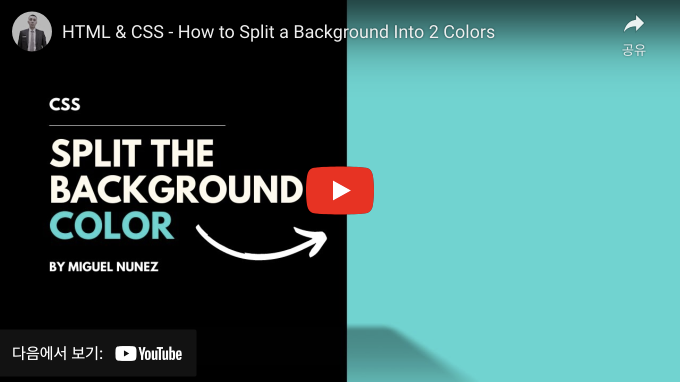 HTML & CSS - How to Split a Background Into 2 Colors
공유
CSS
SPLIT THE
BACKGROUND
COLOR
BY MIGUEL NUNEZ
다음에서 보기: YouTube